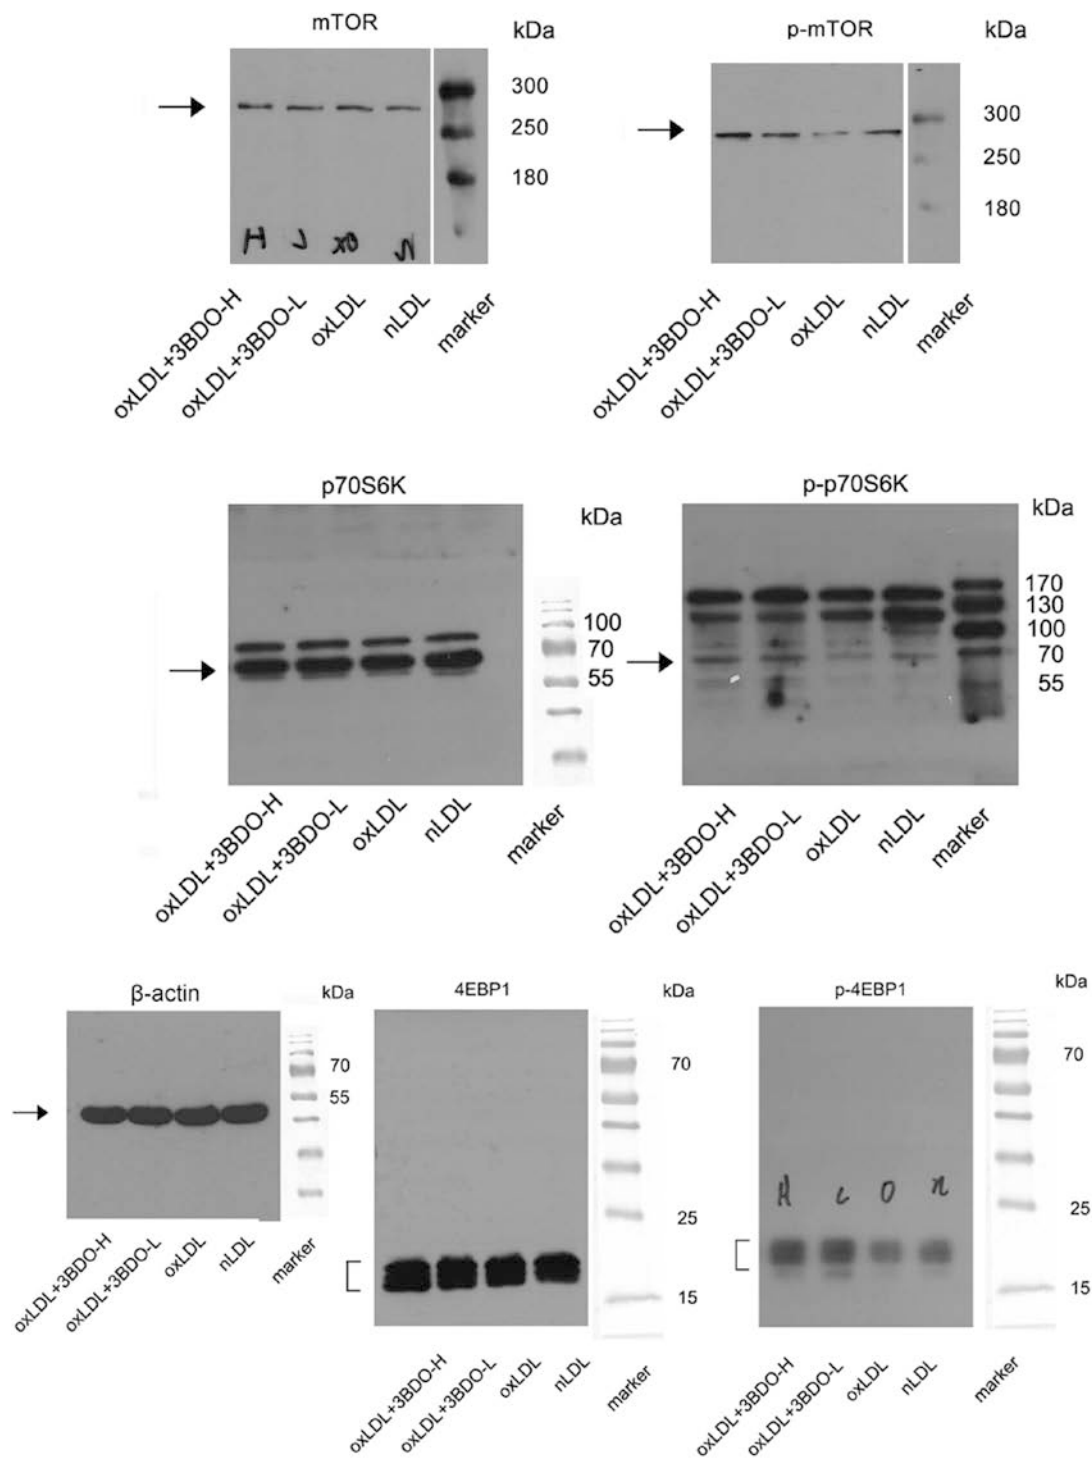 mTOR
kDa
300
250
180
H L ox n
oxLDL+3BDO-H
oxLDL+3BDO-L
oxLDL
nLDL
marker
p-mTOR
kDa
300
250
180
oxLDL+3BDO-H
oxLDL+3BDO-L
oxLDL
nLDL
marker
p70S6K
kDa
100
70
55
oxLDL+3BDO-H
oxLDL+3BDO-L
oxLDL
nLDL
marker
p-p70S6K
kDa
170
130
100
70
55
oxLDL+3BDO-H
oxLDL+3BDO-L
oxLDL
nLDL
marker
β-actin
kDa
70
55
oxLDL+3BDO-H
oxLDL+3BDO-L
oxLDL
nLDL
marker
4EBP1
kDa
70
25
15
oxLDL+3BDO-H
oxLDL+3BDO-L
oxLDL
nLDL
marker
p-4EBP1
kDa
70
H L O n
25
15
oxLDL+3BDO-H
oxLDL+3BDO-L
oxLDL
nLDL
marker